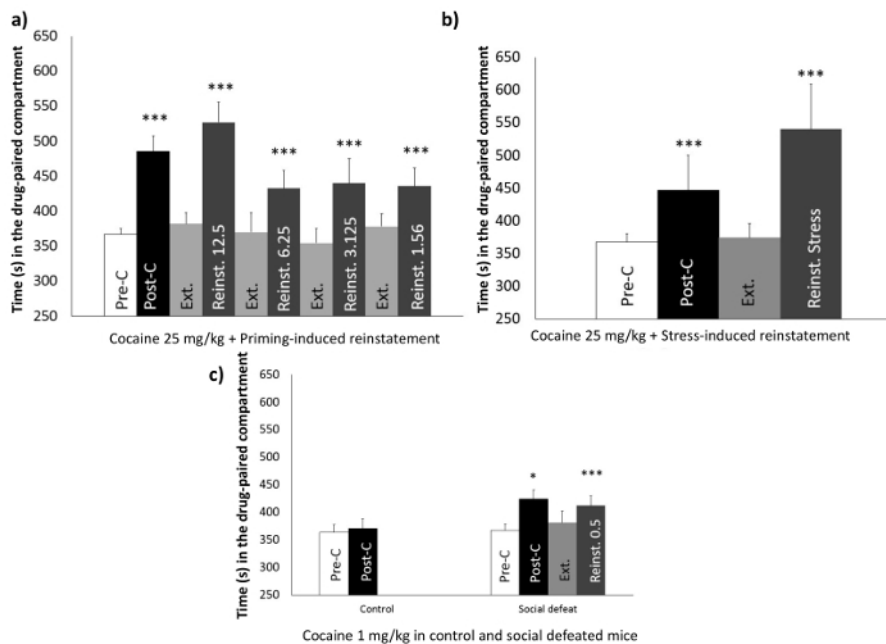 a)
Time (s) in the drug-paired compartment
650
600
550
500
450
400
350
300
250
***
***
***
***
***
Pre-C
Post-C
Ext.
Reinst. 12.5
Ext.
Reinst. 6.25
Ext.
Reinst. 3.125
Ext.
Reinst. 1.56
Cocaine 25 mg/kg + Priming-induced reinstatement
b)
Time (s) in the drug-paired compartment
650
600
550
500
450
400
350
300
250
***
***
Pre-C
Post-C
Ext.
Reinst. Stress
Cocaine 25 mg/kg + Stress-induced reinstatement
c)
Time (s) in the drug-paired compartment
650
600
550
500
450
400
350
300
250
*
***
Pre-C
Post-C
Pre-C
Post-C
Ext.
Reinst. 0.5
Control
Social defeat
Cocaine 1 mg/kg in control and social defeated mice